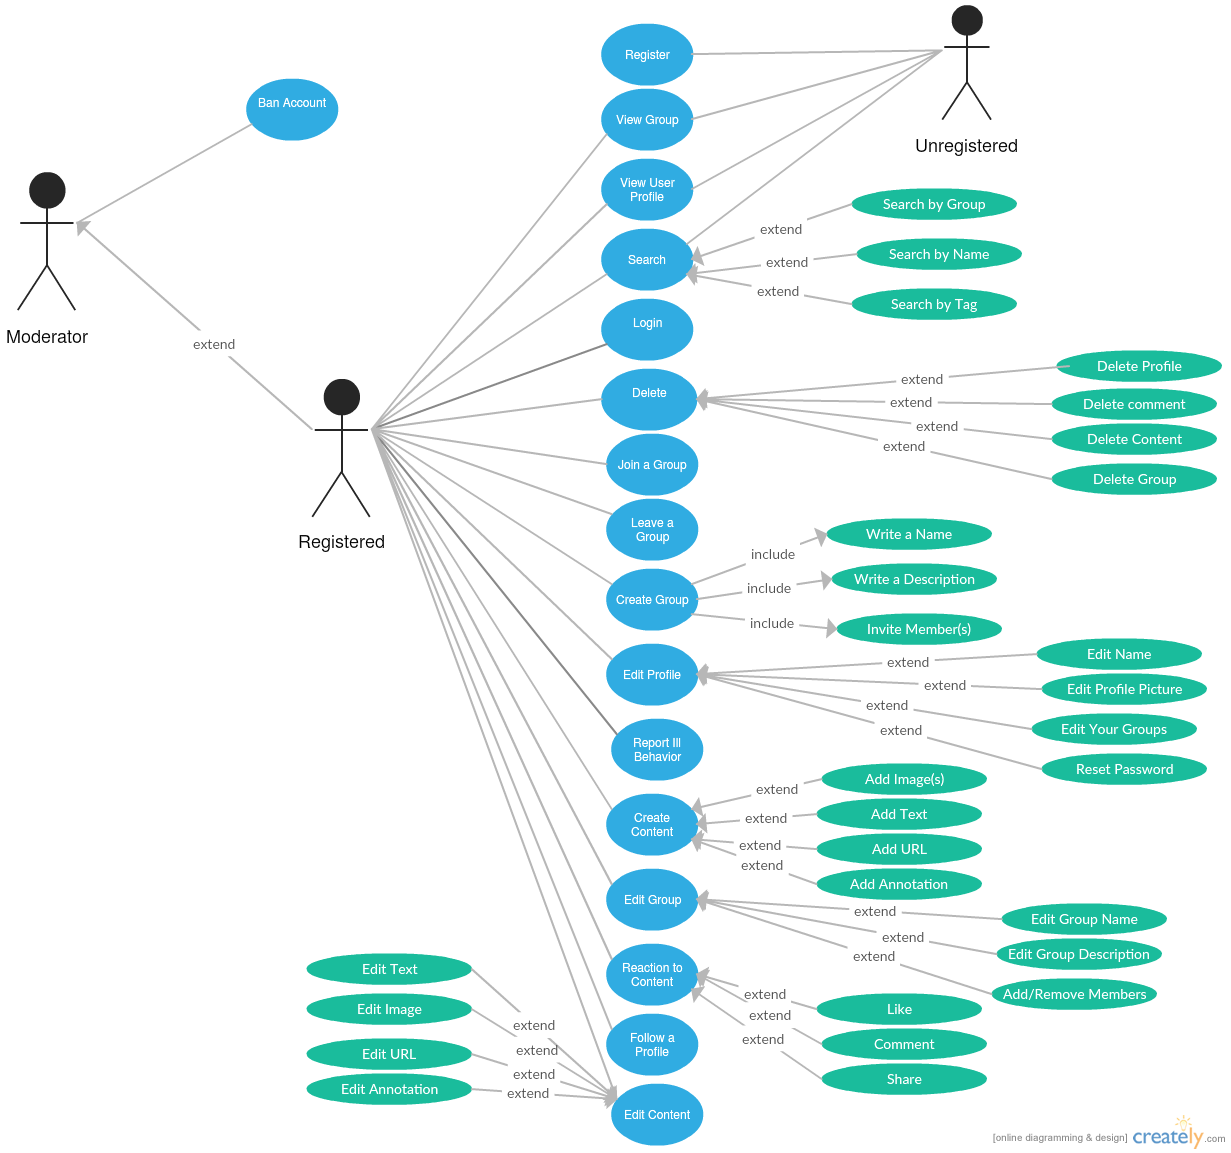 Register
Ban Account
View Group
Unregistered
View User
Profile
Search by Group
extend
Search
Search by Name
extend
extend
Search by Tag
Login
Moderator
extend
Delete Profile
extend
Delete
extend
Delete comment
extend
Delete Content
extend
Join a Group
Delete Group
Leave a
Group
Write a Name
Registered
include
Write a Description
include
Create Group
include
Invite Member(s)
Edit Name
extend
Edit Profile
extend
Edit Profile Picture
extend
Edit Your Groups
extend
Report Ill
Behavior
Reset Password
Add Image(s)
extend
Create
Content
extend
Add Text
extend
Add URL
extend
Add Annotation
Edit Group
extend
Edit Group Name
extend
Edit Group Description
extend
Edit Text
Reaction to
Content
Add/Remove Members
extend
Edit Image
Like
extend
extend
Follow a
Profile
extend
Comment
extend
Edit URL
extend
Share
Edit Annotation
extend
Edit Content
[online diagramming & design] creately.com